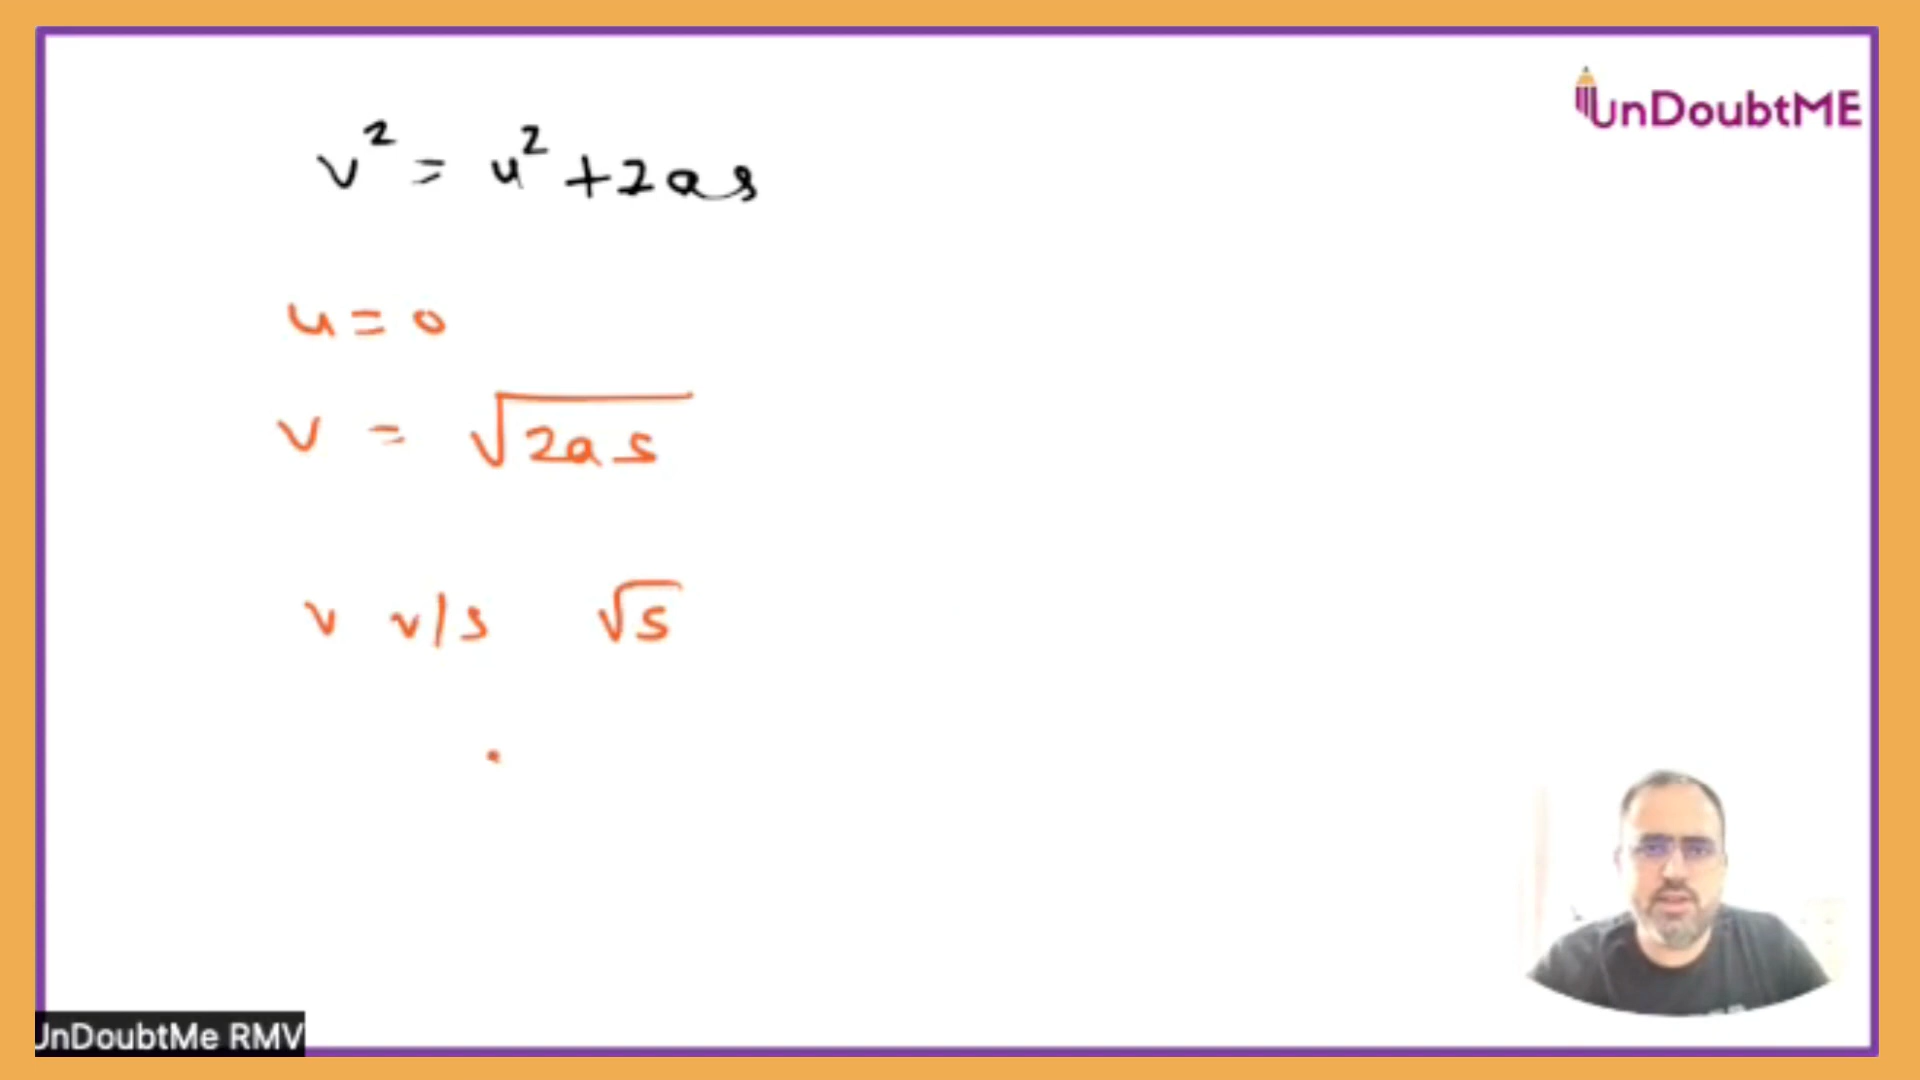 UnDoubtME
v² = u² + 2as
u = 0
v = √2as
v v/s √s
UnDoubtMe RMV